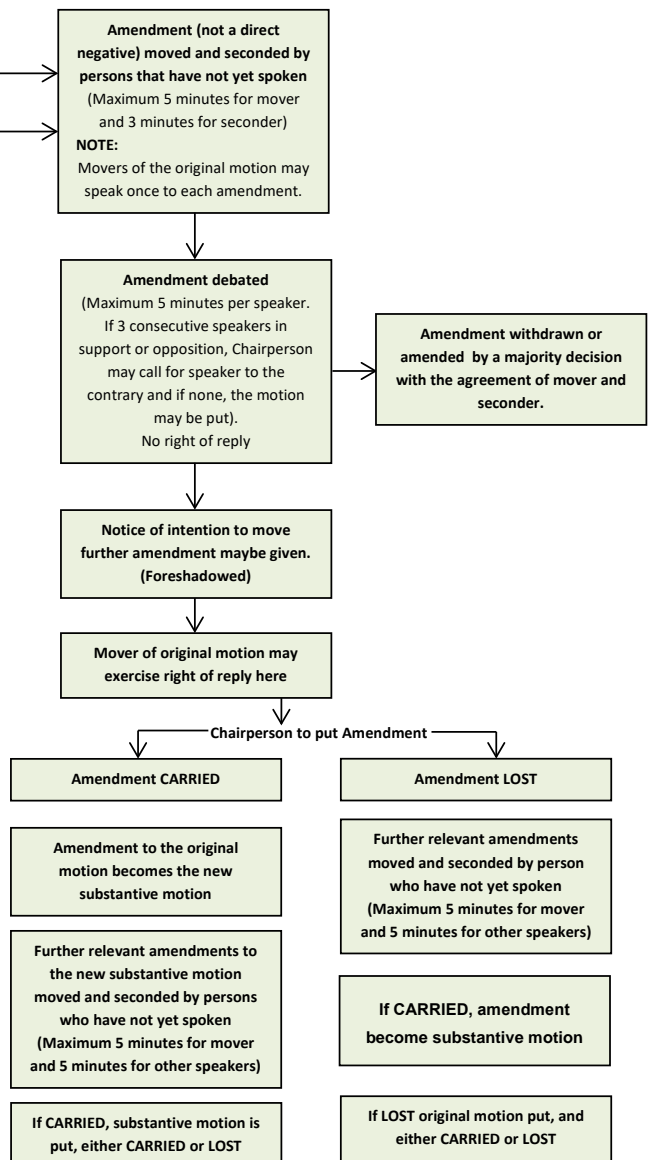 Amendment (not a direct
negative) moved and seconded by
persons that have not yet spoken
(Maximum 5 minutes for mover
and 3 minutes for seconder)
NOTE:
Movers of the original motion may
speak once to each amendment.
Amendment debated
(Maximum 5 minutes per speaker.
If 3 consecutive speakers in
support or opposition, Chairperson
may call for speaker to the
contrary and if none, the motion
may be put).
No right of reply
Amendment withdrawn or
amended by a majority decision
with the agreement of mover and
seconder.
Notice of intention to move
further amendment maybe given.
(Foreshadowed)
Mover of original motion may
exercise right of reply here
Chairperson to put Amendment
Amendment CARRIED
Amendment to the original
motion becomes the new
substantive motion
Further relevant amendments to
the new substantive motion
moved and seconded by persons
who have not yet spoken
(Maximum 5 minutes for mover
and 5 minutes for other speakers)
If CARRIED, substantive motion is
put, either CARRIED or LOST
Amendment LOST
Further relevant amendments
moved and seconded by person
who have not yet spoken
(Maximum 5 minutes for mover
and 5 minutes for other speakers)
If CARRIED, amendment
become substantive motion
If LOST original motion put, and
either CARRIED or LOST